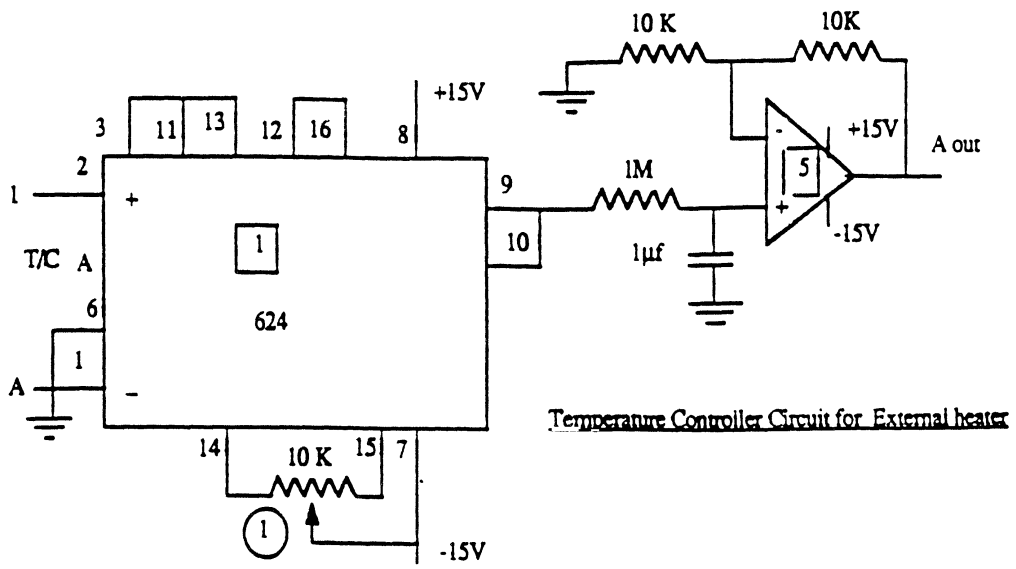 10 K 10K
+15V
3 11 13 12 16 8
- +15V
A out
5
2 9 1M
1 + +
10 -15V
1
T/C A 1µf
6
624
1
A −
Temperature Controller Circuit for External heater
14 10 K 15 7
1
-15V